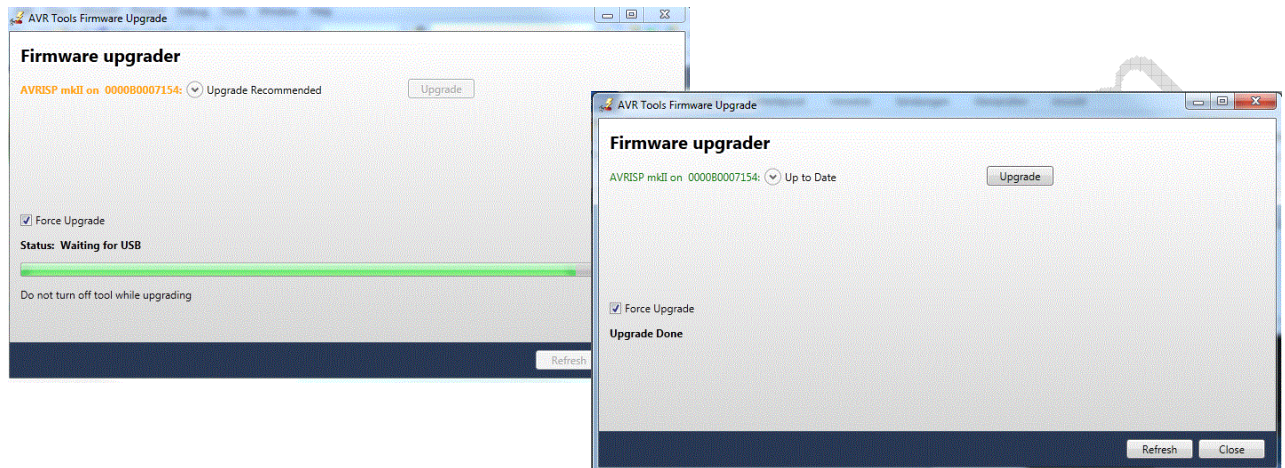 AVR Tools Firmware Upgrade
Firmware upgrader
AVRISP mkII on 0000B0007154: Upgrade Recommended Upgrade
Force Upgrade
Status: Waiting for USB
Do not turn off tool while upgrading
Refresh
AVR Tools Firmware Upgrade
Firmware upgrader
AVRISP mkII on 0000B0007154: Up to Date Upgrade
Force Upgrade
Upgrade Done
Refresh Close